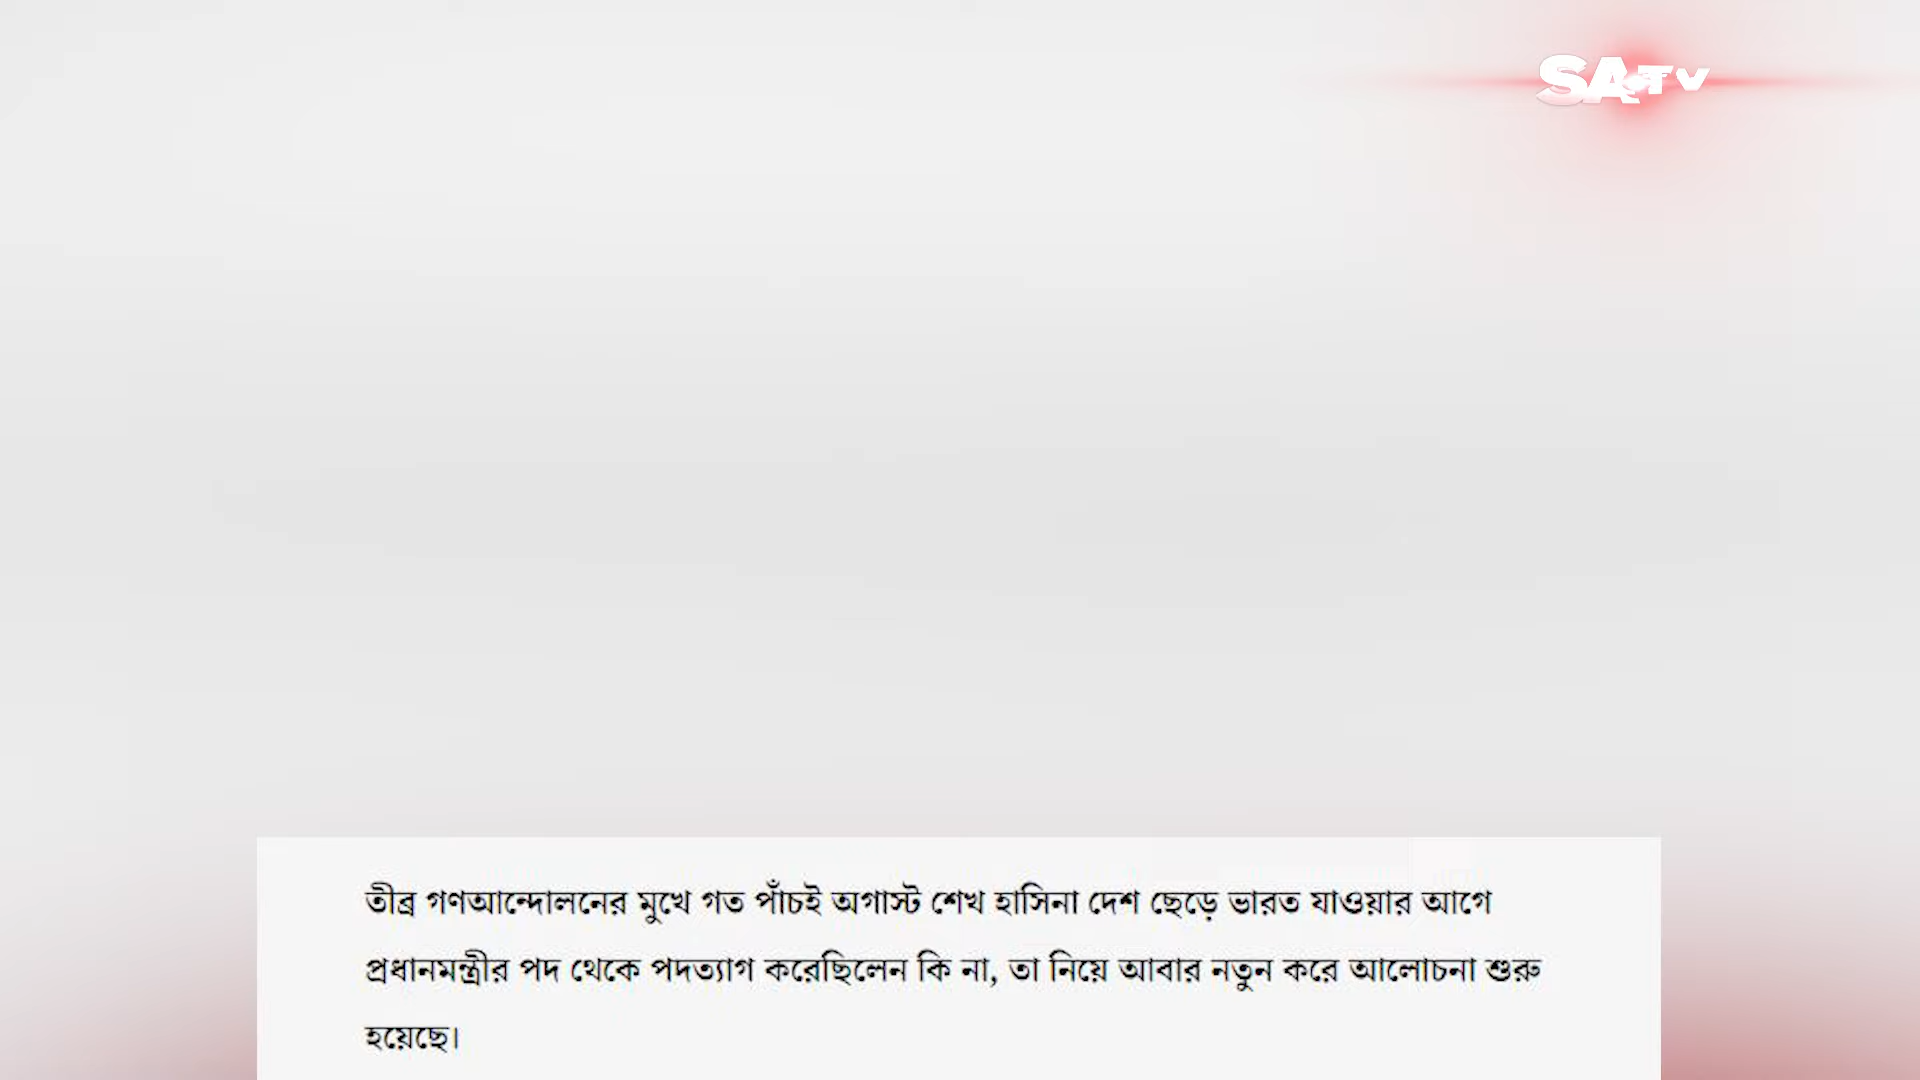 SATV
তীব্র গণআন্দোলনের মুখে গত পাঁচই অগাস্ট শেখ হাসিনা দেশ ছেড়ে ভারত যাওয়ার আগে
প্রধানমন্ত্রীর পদ থেকে পদত্যাগ করেছিলেন কি না, তা নিয়ে আবার নতুন করে আলোচনা শুরু
হয়েছে।